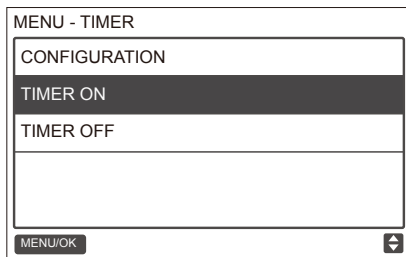 MENU - TIMER
CONFIGURATION
TIMER ON
TIMER OFF
MENU/OK